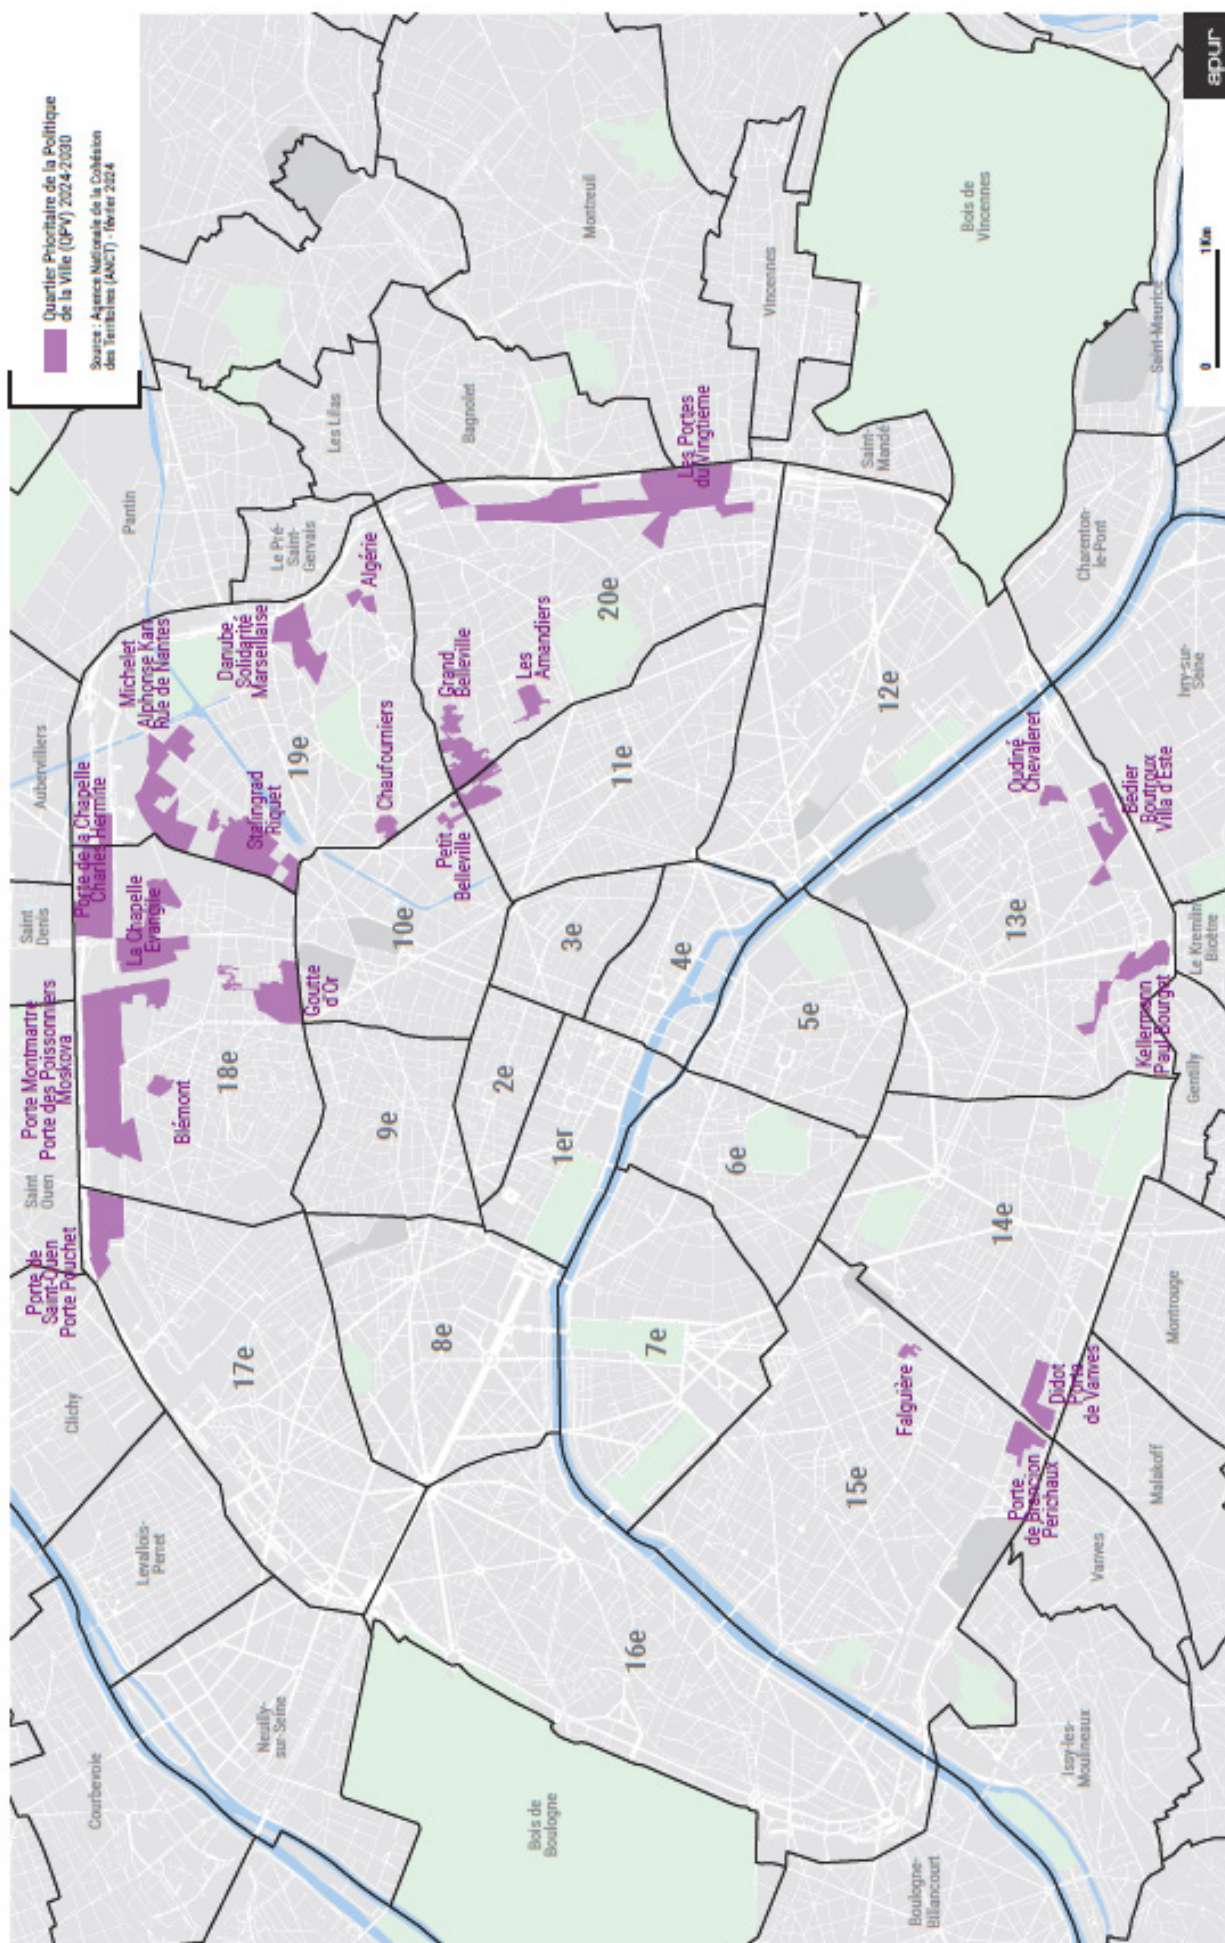 Quartier Prioritaire de la Politique
de la Ville (QPV) 2024-2030
Source : Agence Nationale de la Cohésion
des Territoires (ANCT) - février 2024
Courbevoie
Neuilly-
sur-Seine
Levallois-
Perret
Clichy
Saint
Ouen
Saint
Denis
Aubervilliers
Pantin
Le Pré-
Saint-
Gervais
Les Lilas
Bagnolet
Montreuil
Vincennes
Saint-
Mandé
Bois de
Vincennes
Saint-Maurice
Charenton-
le-Pont
Ivry-sur-
Seine
Le Kremlin
Bicêtre
Gentilly
Montrouge
Malakoff
Vanves
Issy-les-
Moulineaux
Boulogne-
Billancourt
Bois de
Boulogne
Porte de
Saint-Ouen
Porte Pouchet
Porte Montmartre
Porte des Poissonniers
Moskova
Blémont
Porte de la Chapelle
Charles Hermite
La Chapelle
Evangile
Goutte
d'Or
Michelet
Alphonse Karr
Rue de Nantes
Stalingrad
Riquet
Danube
Solidarité
Marseillaise
Algérie
Chaufourniers
Grand
Belleville
Petit
Belleville
Les
Amandiers
Les Portes
du Vingtième
Oudiné
Chevaleret
Bédier
Boutroux
Villa d'Este
Kellermann
Paul Bourget
Didot
Porte
de Vanves
Porte
de Brancion
Périchaux
Falguière
1er
2e
3e
4e
5e
6e
7e
8e
9e
10e
11e
12e
13e
14e
15e
16e
17e
18e
19e
20e
0 1 Km
apur